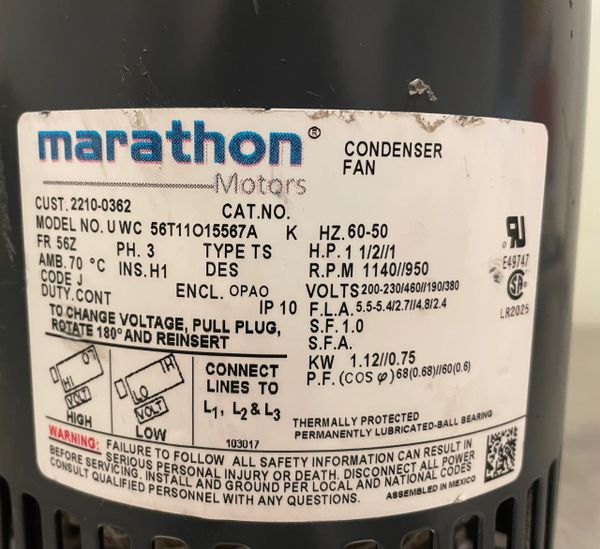 marathon®
Motors
CONDENSER
FAN
CUST. 2210-0362
CAT.NO.
MODEL NO. UWC 56T11O15567A K
HZ. 60-50
FR 56Z
PH. 3
TYPE TS
H.P. 1 1/2//1
AMB. 70 °C
INS. H1
DES
R.P.M 1140//950
CODE J
ENCL. OPAO
VOLTS 200-230/460//190/380
DUTY. CONT
IP 10
F.L.A. 5.5-5.4/2.7//4.8/2.4
TO CHANGE VOLTAGE, PULL PLUG,
ROTATE 180° AND REINSERT
S.F. 1.0
S.F.A.
KW 1.12//0.75
P.F. (COS φ) 68(0.68)//60(0.6)
E49747
SA
LR2025
HI LO
VOLT
HIGH
LO HI
VOLT
LOW
CONNECT
LINES TO
L1, L2 & L3
103017
THERMALLY PROTECTED
PERMANENTLY LUBRICATED-BALL BEARING
WARNING: FAILURE TO FOLLOW ALL SAFETY INFORMATION CAN RESULT IN
SERIOUS PERSONAL INJURY OR DEATH. DISCONNECT ALL POWER
BEFORE SERVICING. INSTALL AND GROUND PER LOCAL AND NATIONAL CODES
CONSULT QUALIFIED PERSONNEL WITH ANY QUESTIONS.
ASSEMBLED IN MEXICO